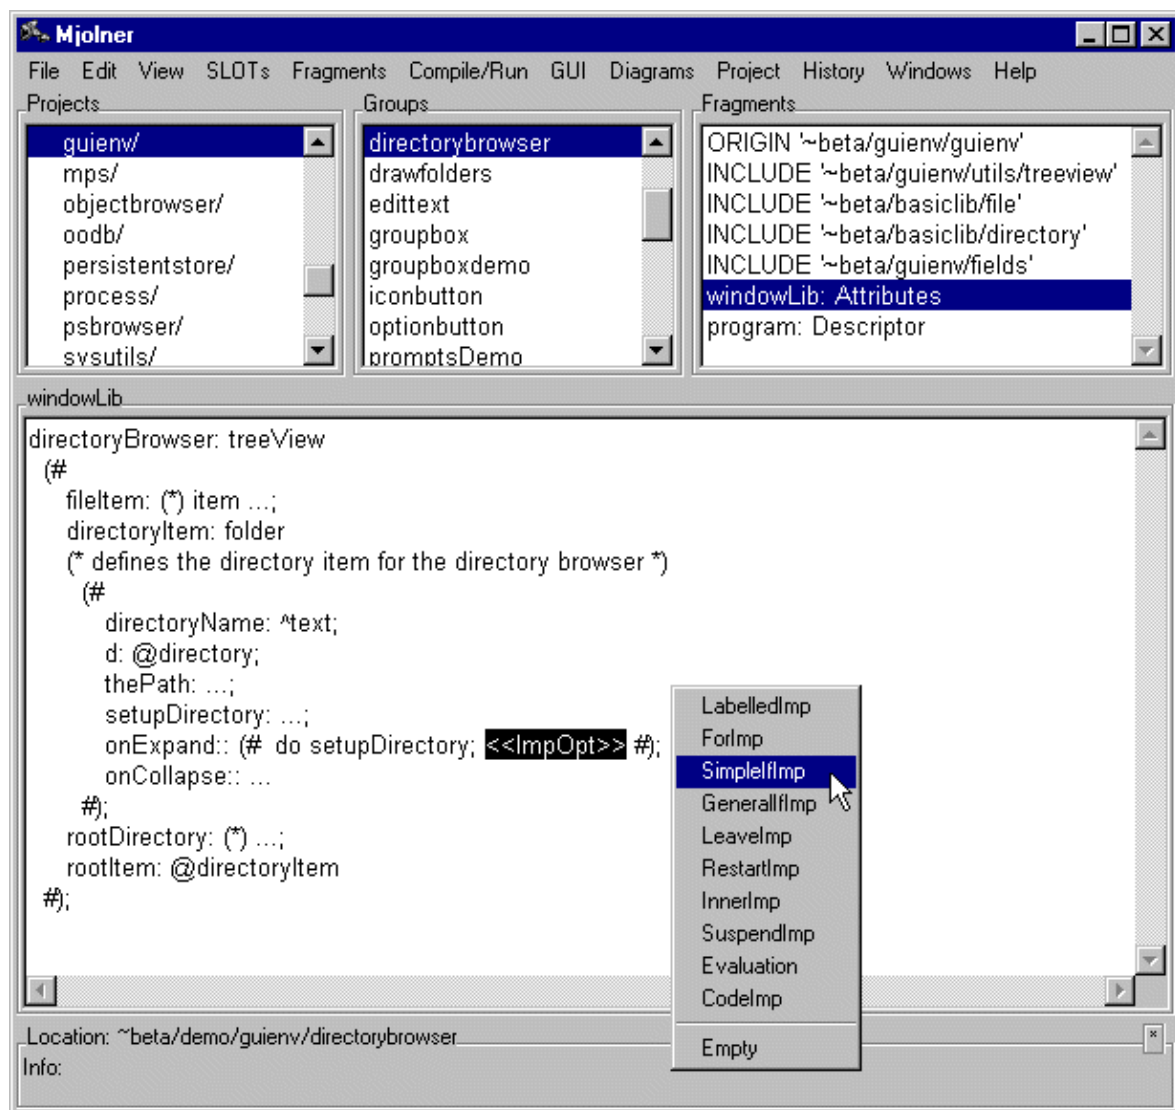 Mjolner
File Edit View SLOTs Fragments Compile/Run GUI Diagrams Project History Windows Help
Projects
guienv/
mps/
objectbrowser/
oodb/
persistentstore/
process/
psbrowser/
sysutils/
Groups
directorybrowser
drawfolders
edittext
groupbox
groupboxdemo
iconbutton
optionbutton
promptsDemo
Fragments
ORIGIN '~beta/guienv/guienv'
INCLUDE '~beta/guienv/utils/treeview'
INCLUDE '~beta/basiclib/file'
INCLUDE '~beta/basiclib/directory'
INCLUDE '~beta/guienv/fields'
windowLib: Attributes
program: Descriptor
windowLib
directoryBrowser: treeView
(#
fileItem: (*) item ...;
directoryItem: folder
(* defines the directory item for the directory browser *)
(#
directoryName: ^text;
d: @directory;
thePath: ...;
setupDirectory: ...;
onExpand:: (# do setupDirectory; <<ImpOpt>> #);
onCollapse:: ...
#);
rootDirectory: (*) ...;
rootItem: @directoryItem
#);
LabelledImp
ForImp
SimpleIfImp
GeneralIfImp
LeaveImp
RestartImp
InnerImp
SuspendImp
Evaluation
CodeImp
Empty
Location: ~beta/demo/guienv/directorybrowser
Info: